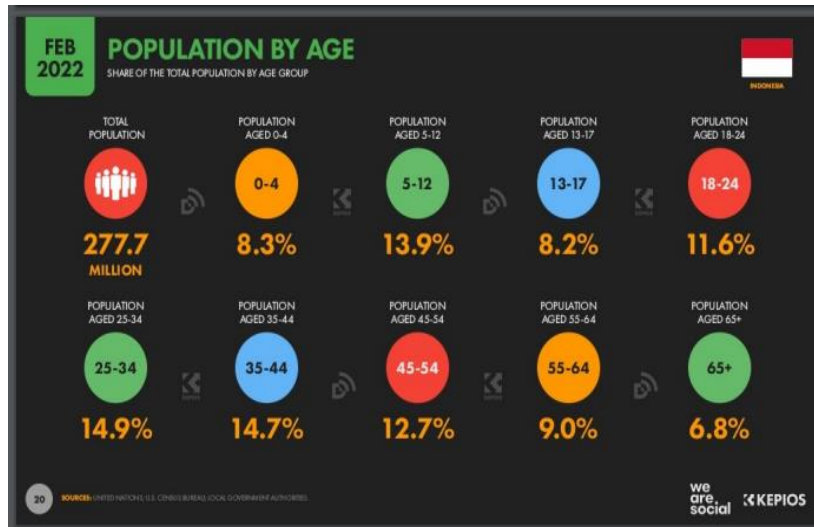 FEB
2022
POPULATION BY AGE
SHARE OF THE TOTAL POPULATION BY AGE GROUP
INDONESIA
TOTAL
POPULATION
277.7
MILLION
POPULATION
AGED 0-4
0-4
8.3%
POPULATION
AGED 5-12
5-12
13.9%
POPULATION
AGED 13-17
13-17
8.2%
POPULATION
AGED 18-24
18-24
11.6%
POPULATION
AGED 25-34
25-34
14.9%
POPULATION
AGED 35-44
35-44
14.7%
POPULATION
AGED 45-54
45-54
12.7%
POPULATION
AGED 55-64
55-64
9.0%
POPULATION
AGED 65+
65+
6.8%
KEPIOS
KEPIOS
KEPIOS
KEPIOS
20
SOURCES: UNITED NATIONS; U.S. CENSUS BUREAU; LOCAL GOVERNMENT AUTHORITIES.
we
are.
social
KEPIOS